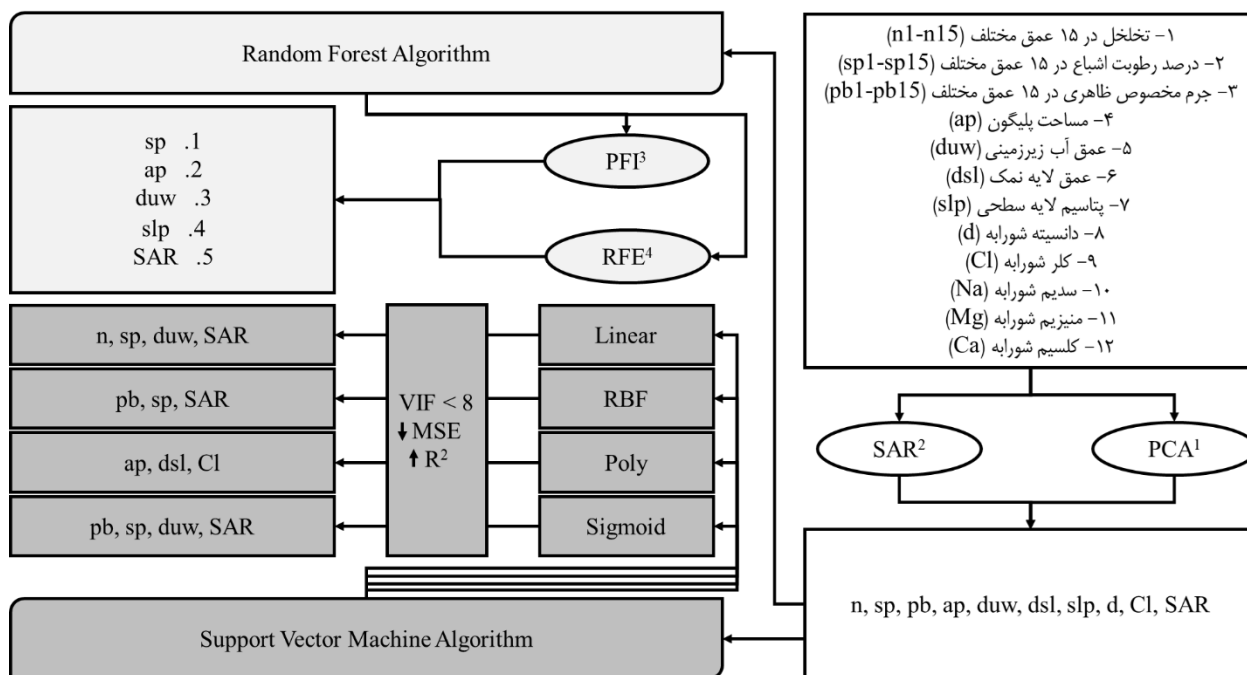 Random Forest Algorithm
۱- تخلخل در ۱۵ عمق مختلف (n1-n15)
۲- درصد رطوبت اشباع در ۱۵ عمق مختلف (sp1-sp15)
۳- جرم مخصوص ظاهری در ۱۵ عمق مختلف (pb1-pb15)
۴- مساحت پلیگون (ap)
۵- عمق آب زیرزمینی (duw)
۶- عمق لایه نمک (dsl)
۷- پتاسیم لایه سطحی (slp)
۸- دانسیته شورابه (d)
۹- کلر شورابه (Cl)
۱۰- سدیم شورابه (Na)
۱۱- منیزیم شورابه (Mg)
۱۲- کلسیم شورابه (Ca)
sp .1
ap .2
duw .3
slp .4
SAR .5
PFI³
RFE⁴
n, sp, duw, SAR
pb, sp, SAR
ap, dsl, Cl
pb, sp, duw, SAR
VIF < 8
↓ MSE
↑ R²
Linear
RBF
Poly
Sigmoid
SAR²
PCA¹
n, sp, pb, ap, duw, dsl, slp, d, Cl, SAR
Support Vector Machine Algorithm